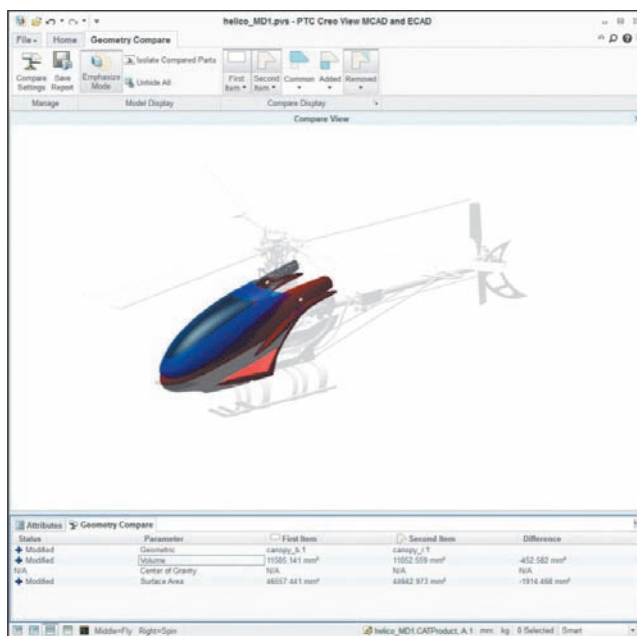 helico_MD1.pvs - PTC Creo View MCAD and ECAD
File Home Geometry Compare
Compare Settings
Save Report
Emphasize Mode
Isolate Compared Parts
Unhide All
First Item
Second Item
Common
Added
Removed
Manage Model Display Compare Display
Compare View
Attributes Geometry Compare
Status Parameter First Item Second Item Difference
Modified Geometric canopy_b.1 canopy_r.1
Modified Volume 11505.141 mm³ 11052.559 mm³ -452.582 mm³
N/A Center of Gravity N/A N/A N/A
Modified Surface Area 46557.441 mm² 44642.973 mm² -1914.468 mm²
Middle=Fly Right=Spin helico_MD1.CATProduct, A.1 mm kg 0 Selected Smart